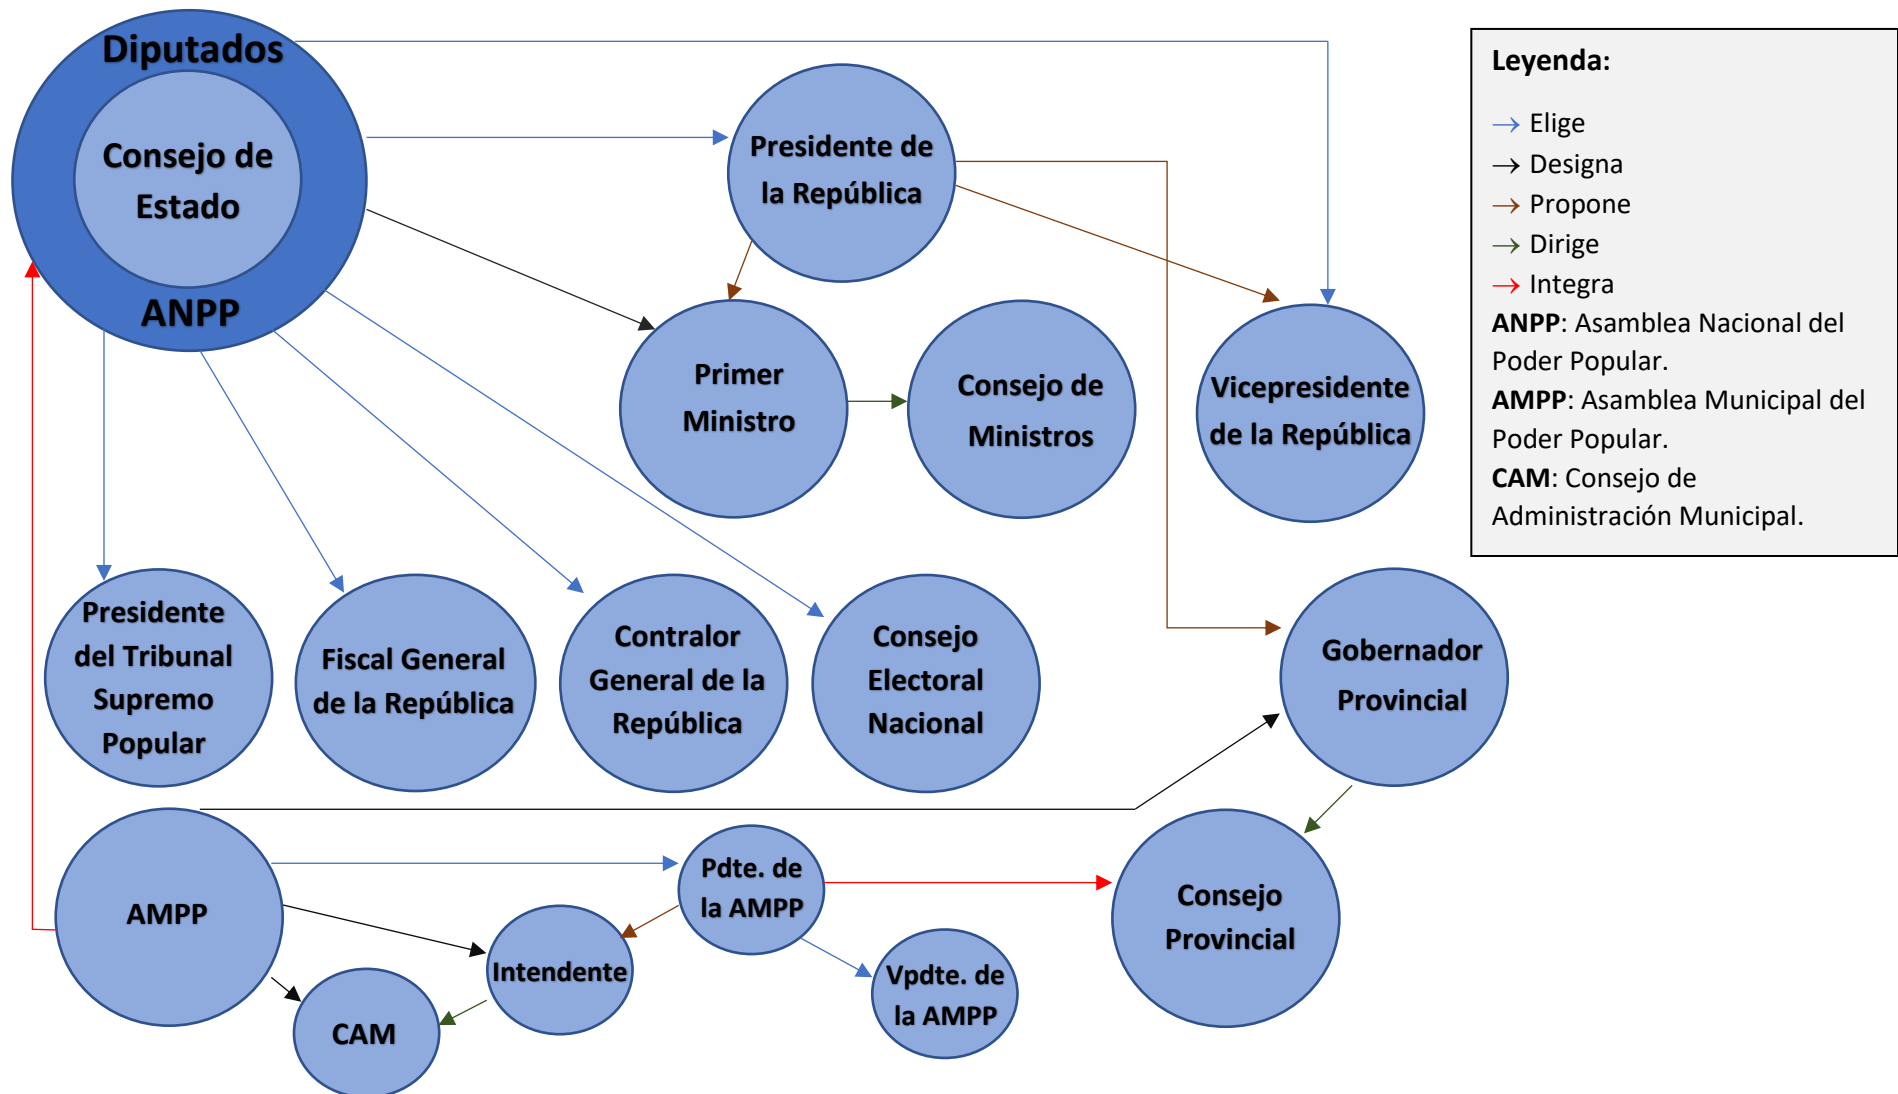 Diputados
Consejo de
Estado
ANPP
Presidente de
la República
Primer
Ministro
Consejo de
Ministros
Vicepresidente
de la República
Leyenda:
→ Elige
→ Designa
→ Propone
→ Dirige
→ Integra
ANPP: Asamblea Nacional del
Poder Popular.
AMPP: Asamblea Municipal del
Poder Popular.
CAM: Consejo de
Administración Municipal.
Presidente
del Tribunal
Supremo
Popular
Fiscal General
de la República
Contralor
General de la
República
Consejo
Electoral
Nacional
Gobernador
Provincial
AMPP
Pdte. de
la AMPP
Consejo
Provincial
Intendente
Vpdte. de
la AMPP
CAM